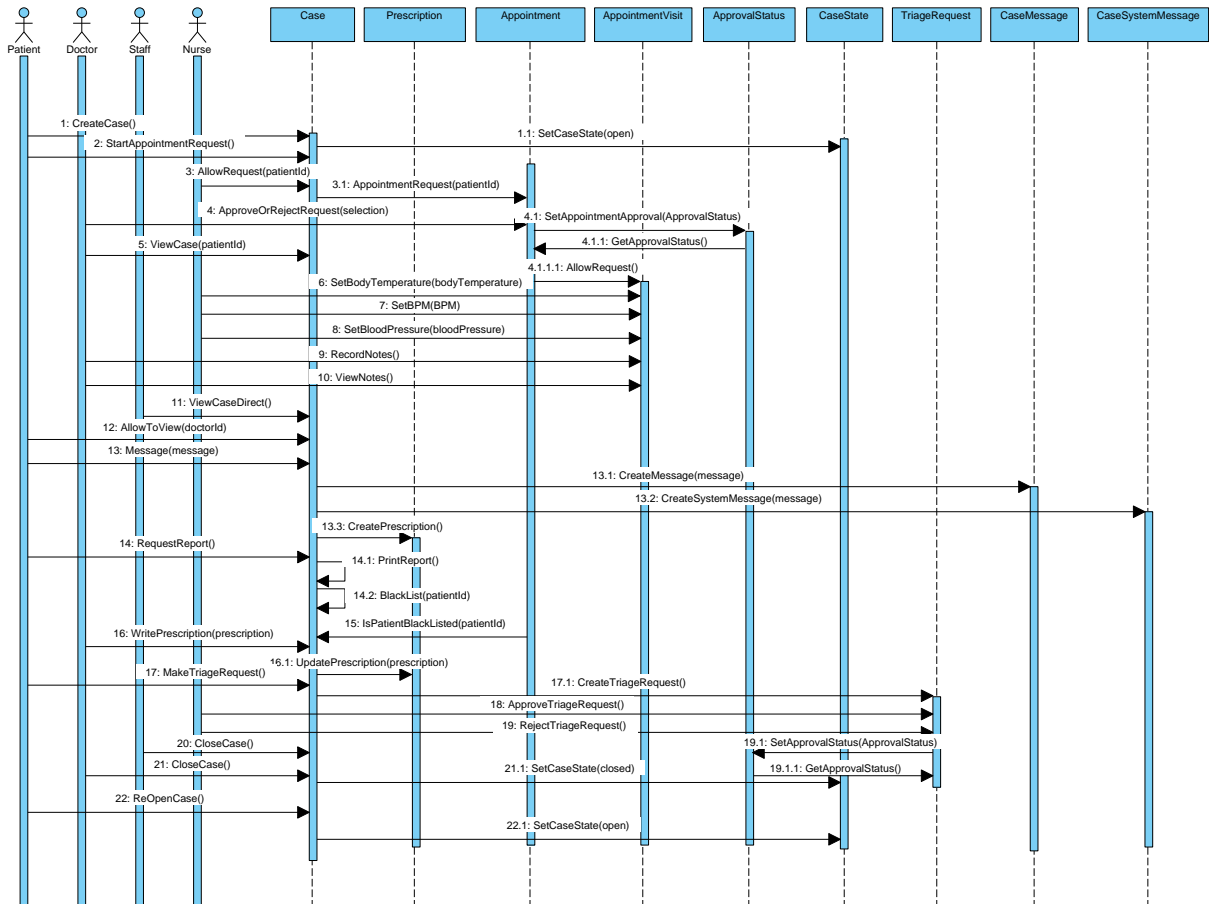 Case
Prescription
Appointment
AppointmentVisit
ApprovalStatus
CaseState
TriageRequest
CaseMessage
CaseSystemMessage
Patient
Doctor
Staff
Nurse
1: CreateCase()
1.1: SetCaseState(open)
2: StartAppointmentRequest()
3: AllowRequest(patientId)
3.1: AppointmentRequest(patientId)
4: ApproveOrRejectRequest(selection)
4.1: SetAppointmentApproval(ApprovalStatus)
5: ViewCase(patientId)
4.1.1: GetApprovalStatus()
4.1.1.1: AllowRequest()
6: SetBodyTemperature(bodyTemperature)
7: SetBPM(BPM)
8: SetBloodPressure(bloodPressure)
9: RecordNotes()
10: ViewNotes()
11: ViewCaseDirect()
12: AllowToView(doctorId)
13: Message(message)
13.1: CreateMessage(message)
13.2: CreateSystemMessage(message)
13.3: CreatePrescription()
14: RequestReport()
14.1: PrintReport()
14.2: BlackList(patientId)
15: IsPatientBlackListed(patientId)
16: WritePrescription(prescription)
16.1: UpdatePrescription(prescription)
17: MakeTriageRequest()
17.1: CreateTriageRequest()
18: ApproveTriageRequest()
19: RejectTriageRequest()
20: CloseCase()
19.1: SetApprovalStatus(ApprovalStatus)
21: CloseCase()
21.1: SetCaseState(closed)
19.1.1: GetApprovalStatus()
22: ReOpenCase()
22.1: SetCaseState(open)